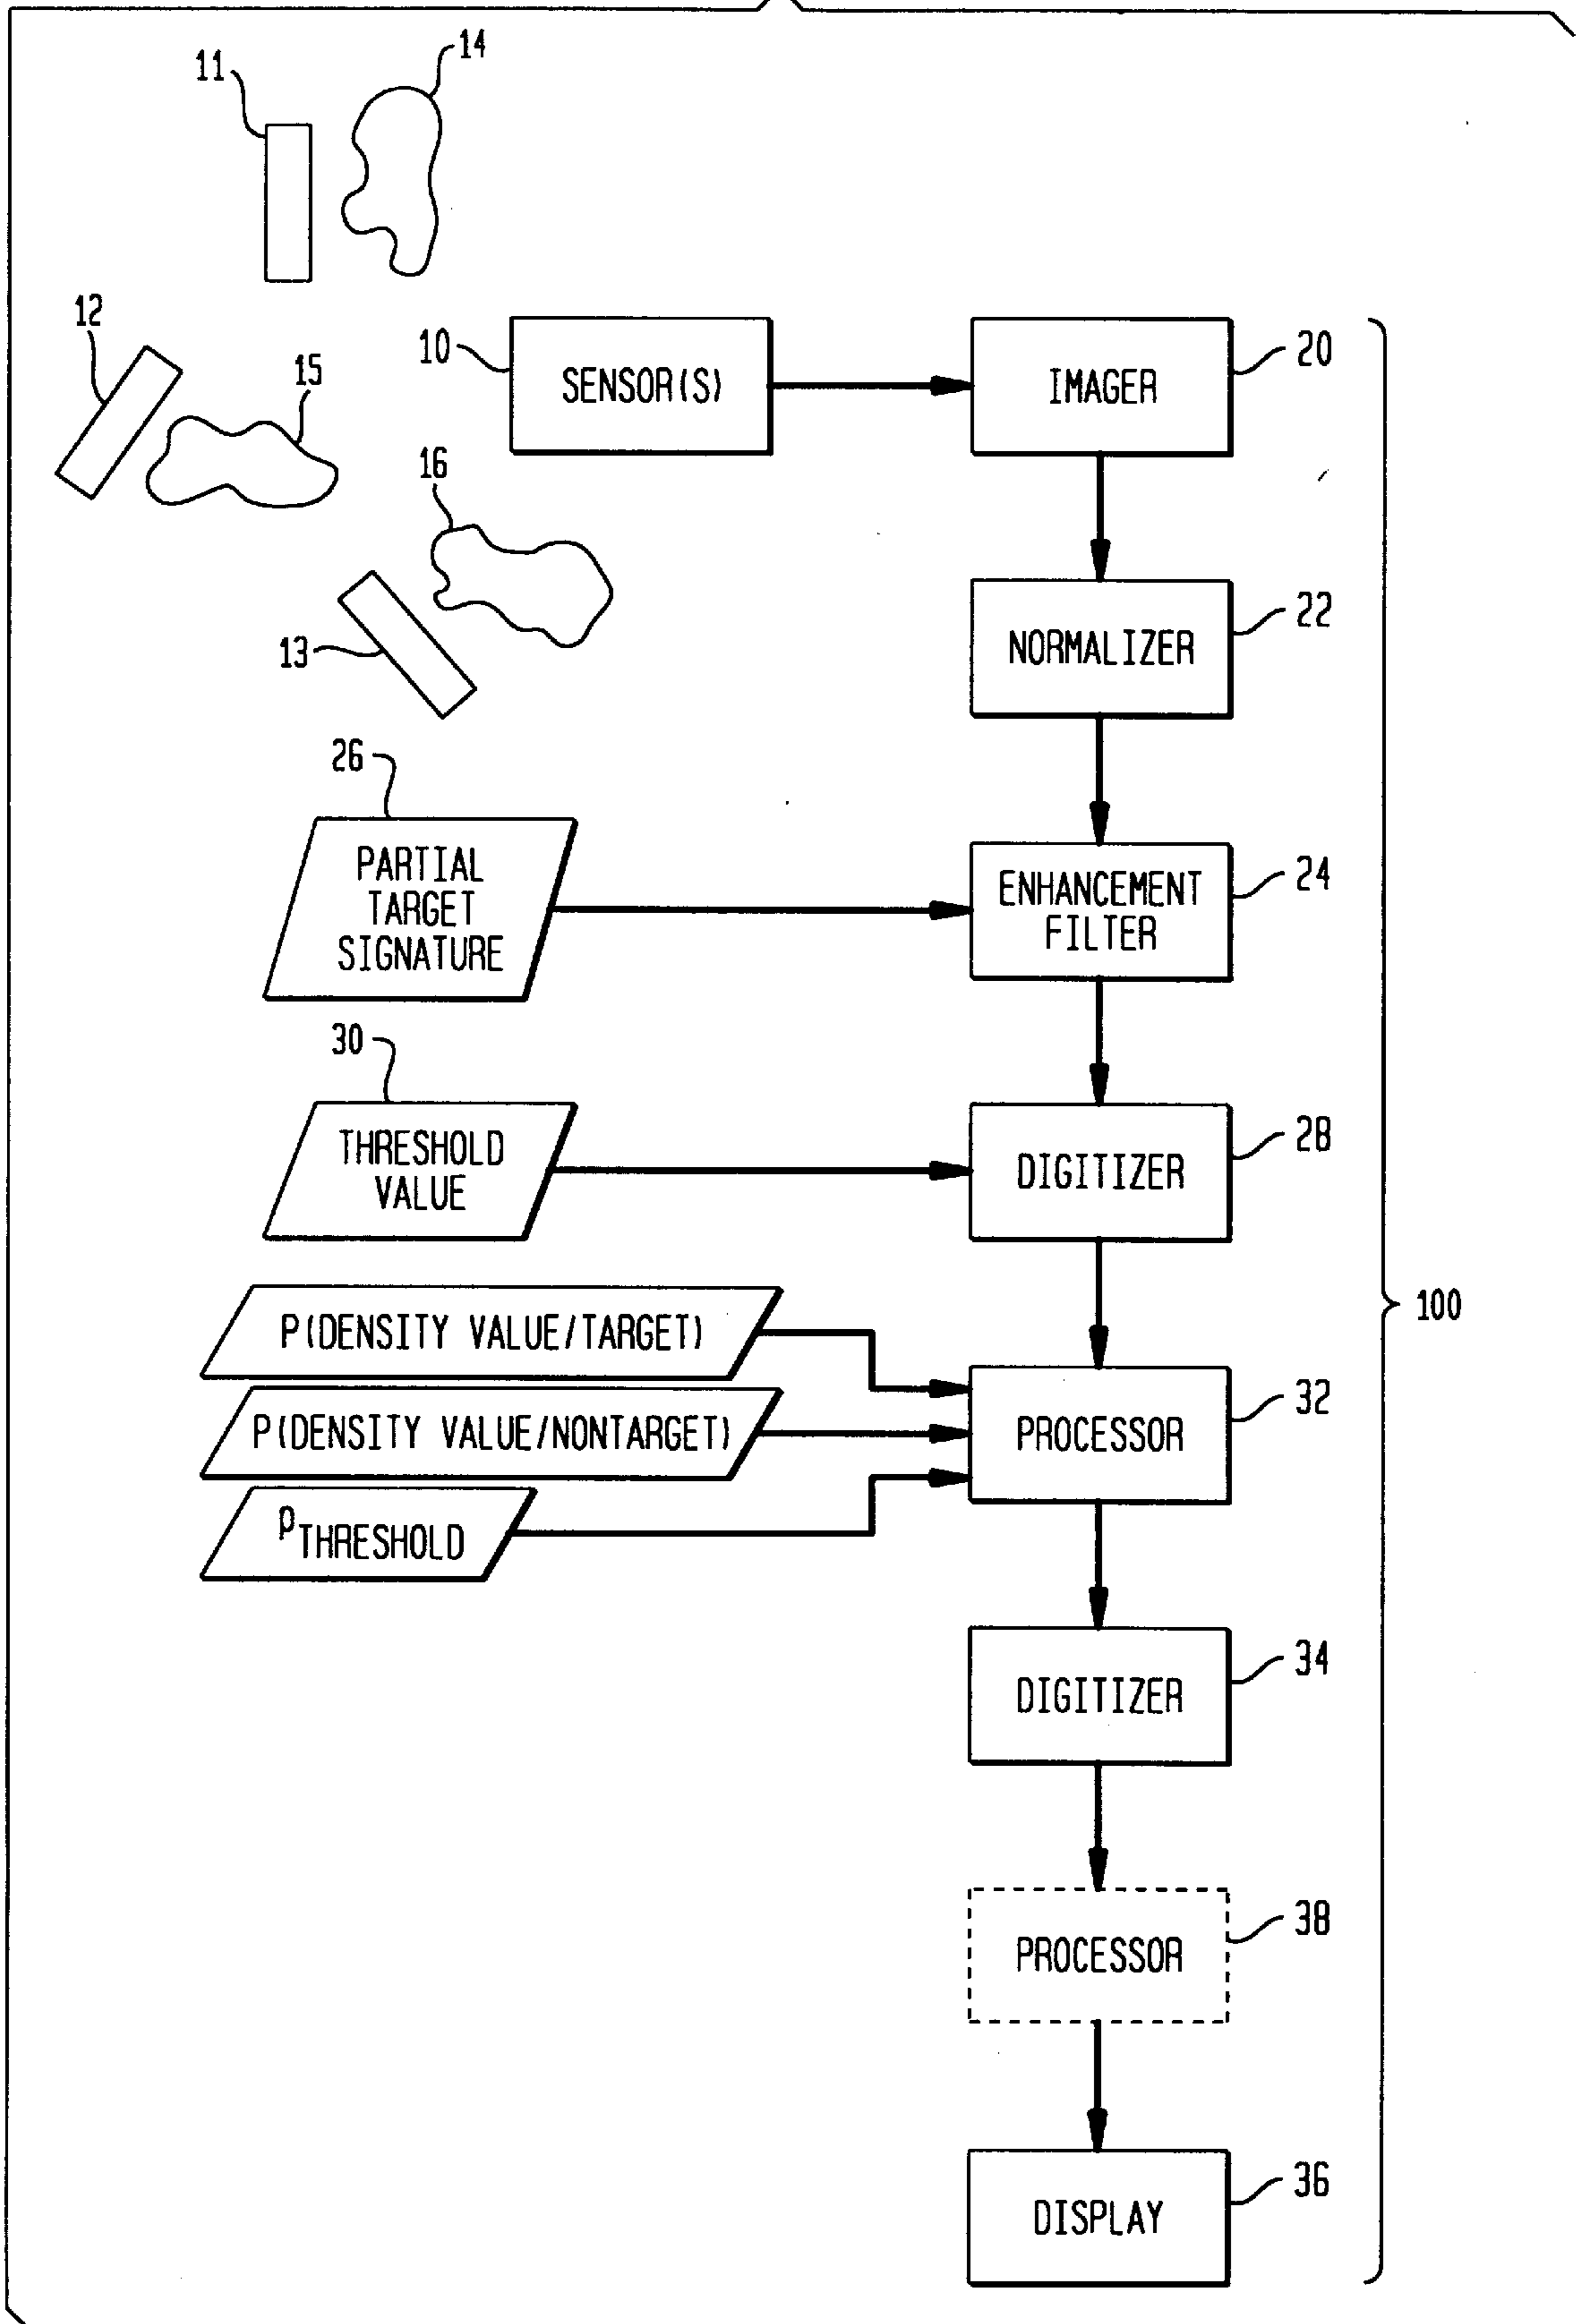 14
11
12
15
10
SENSOR(S)
IMAGER
20
16
13
NORMALIZER
22
26
PARTIAL
TARGET
SIGNATURE
ENHANCEMENT
FILTER
24
30
THRESHOLD
VALUE
DIGITIZER
28
P(DENSITY VALUE/TARGET)
P(DENSITY VALUE/NONTARGET)
PTHRESHOLD
PROCESSOR
32
100
DIGITIZER
34
PROCESSOR
38
DISPLAY
36